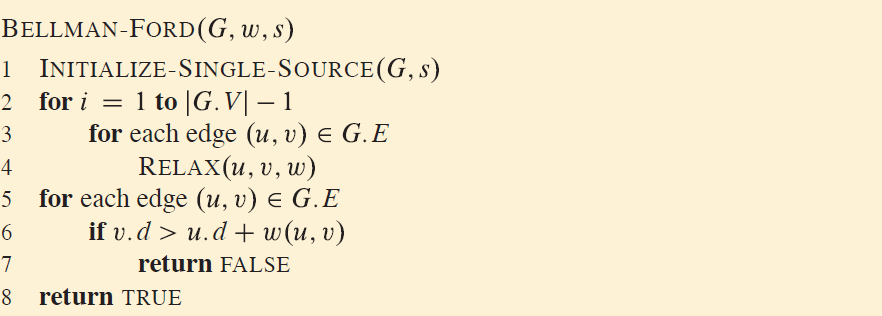 BELLMAN-FORD(G, w, s)
1 INITIALIZE-SINGLE-SOURCE(G, s)
2 for i = 1 to |G.V| − 1
3 for each edge (u, v) ∈ G.E
4 RELAX(u, v, w)
5 for each edge (u, v) ∈ G.E
6 if v.d > u.d + w(u, v)
7 return FALSE
8 return TRUE